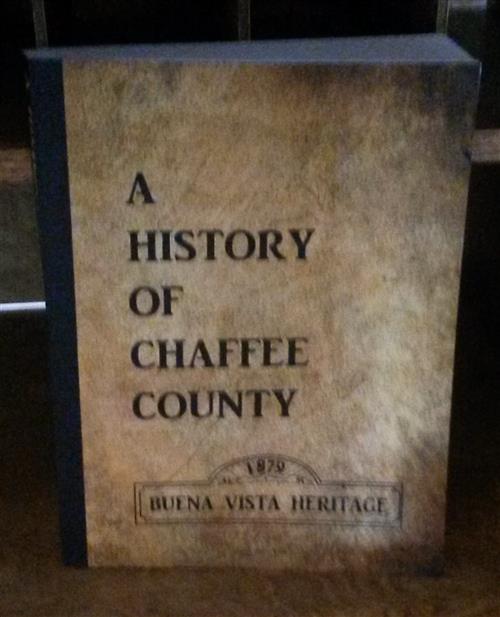 A
HISTORY
OF
CHAFFEE
COUNTY
1879
BUENA VISTA HERITAGE